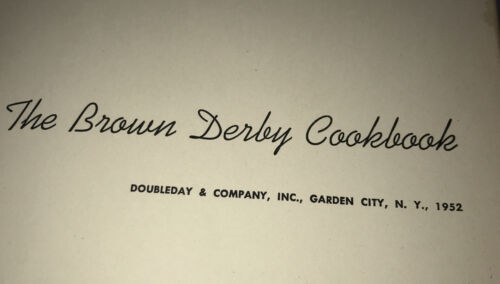 The Brown Derby Cookbook
DOUBLEDAY & COMPANY, INC., GARDEN CITY, N. Y., 1952